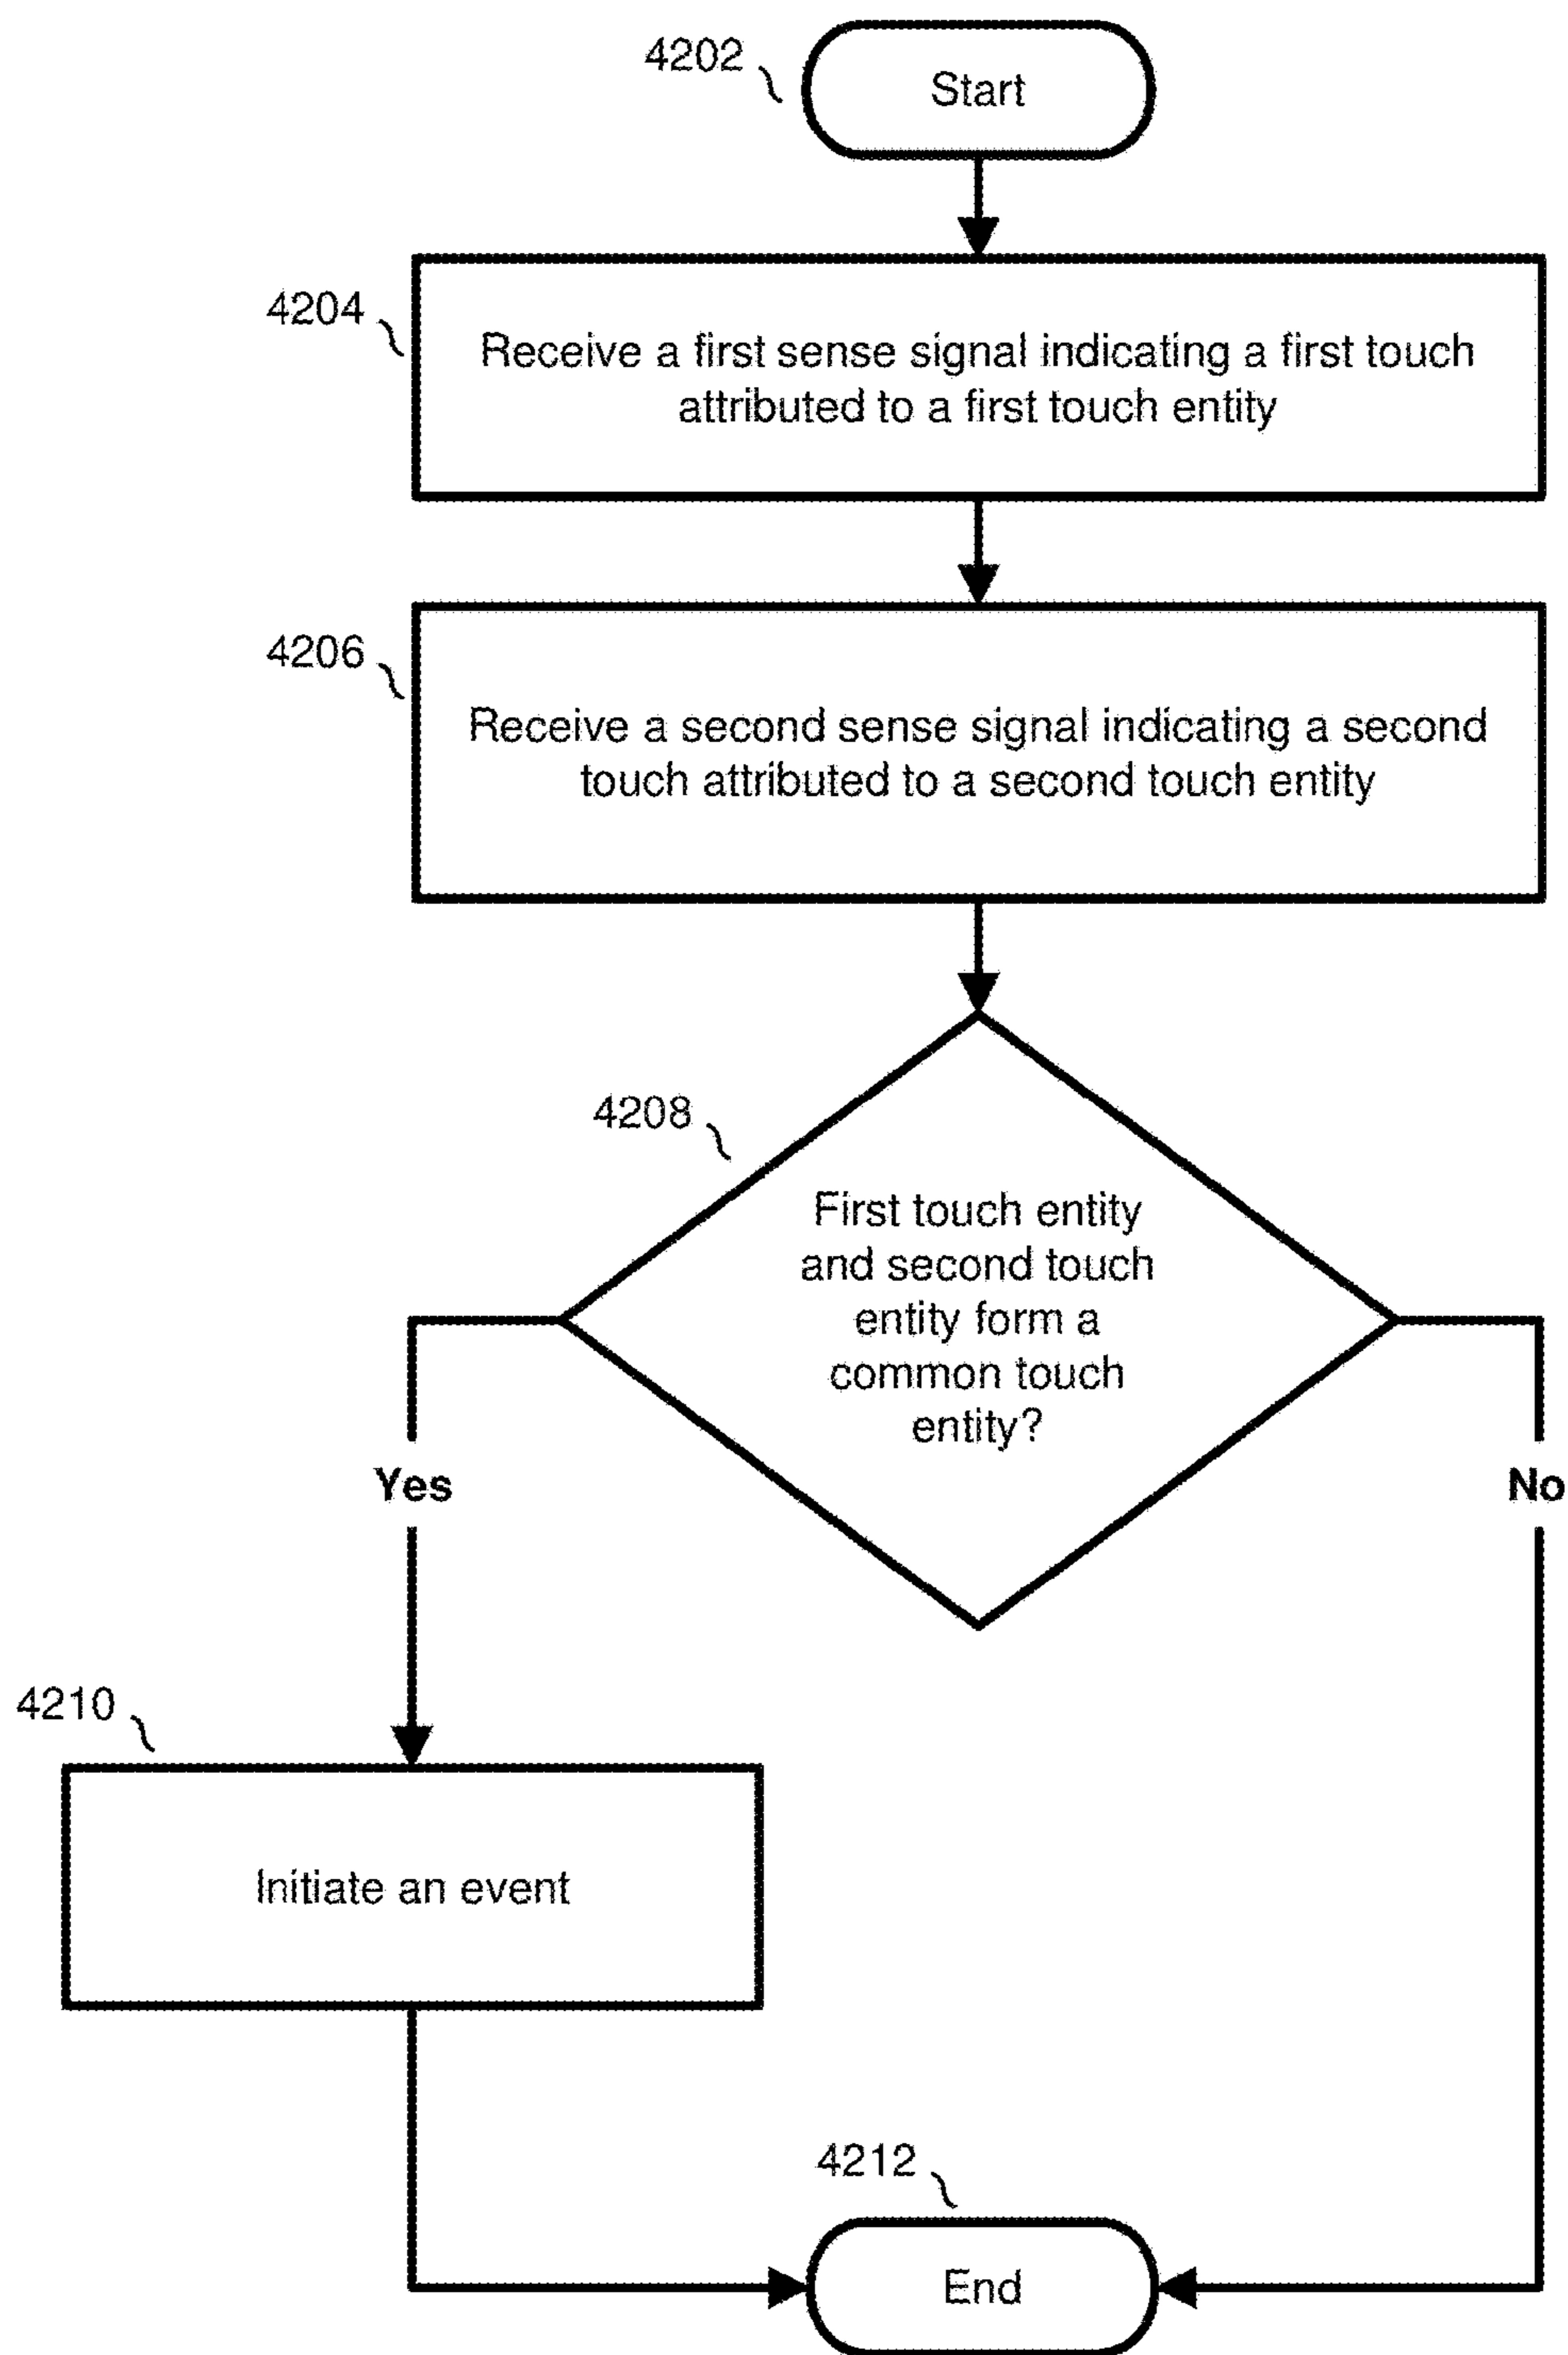 4202
Start
4204
Receive a first sense signal indicating a first touch
attributed to a first touch entity
4206
Receive a second sense signal indicating a second
touch attributed to a second touch entity
4208
First touch entity
and second touch
entity form a
common touch
entity?
Yes
No
4210
Initiate an event
4212
End